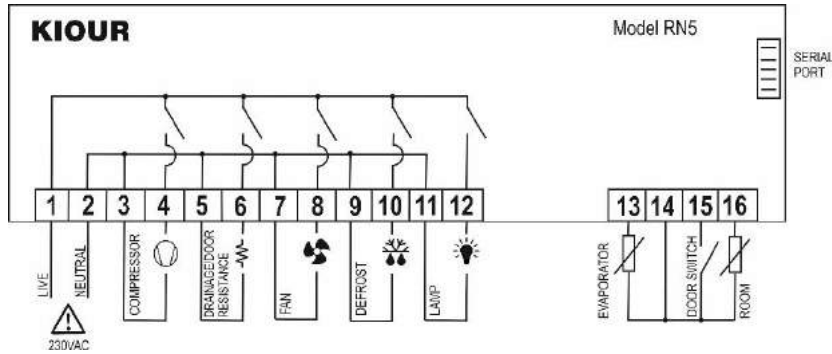 KIOUR
Model RN5
SERIAL
PORT
1 2 3 4 5 6 7 8 9 10 11 12
13 14 15 16
LIVE
NEUTRAL
COMPRESSOR
DRAINAGE/DOOR
RESISTANCE
FAN
DEFROST
LAMP
EVAPORATOR
DOOR SWITCH
ROOM
230VAC